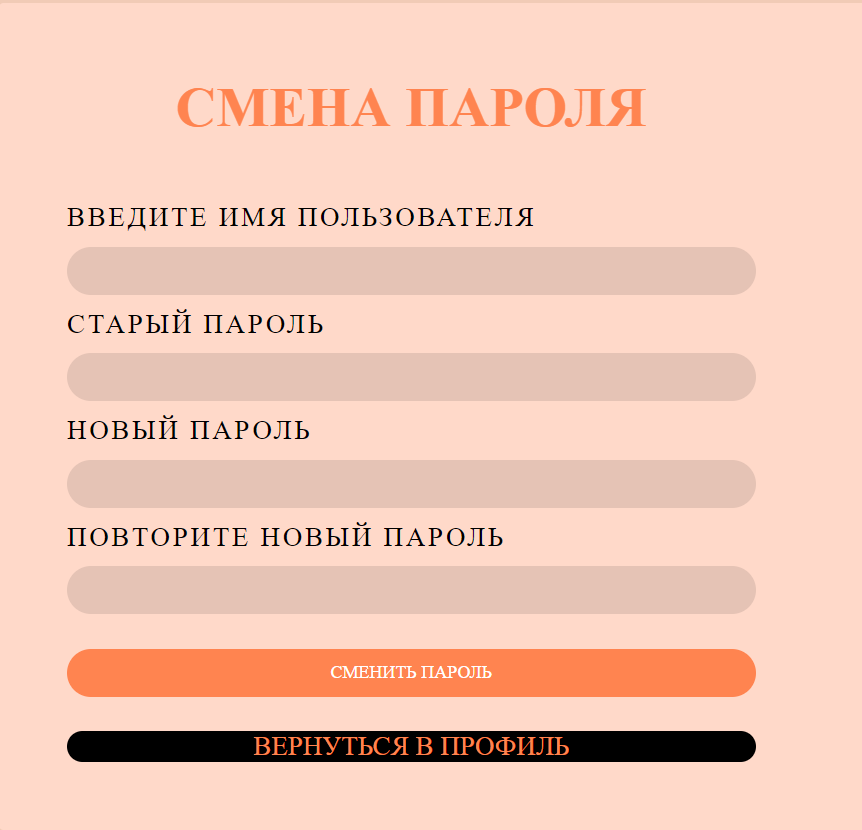 СМЕНА ПАРОЛЯ
ВВЕДИТЕ ИМЯ ПОЛЬЗОВАТЕЛЯ
СТАРЫЙ ПАРОЛЬ
НОВЫЙ ПАРОЛЬ
ПОВТОРИТЕ НОВЫЙ ПАРОЛЬ
СМЕНИТЬ ПАРОЛЬ
ВЕРНУТЬСЯ В ПРОФИЛЬ